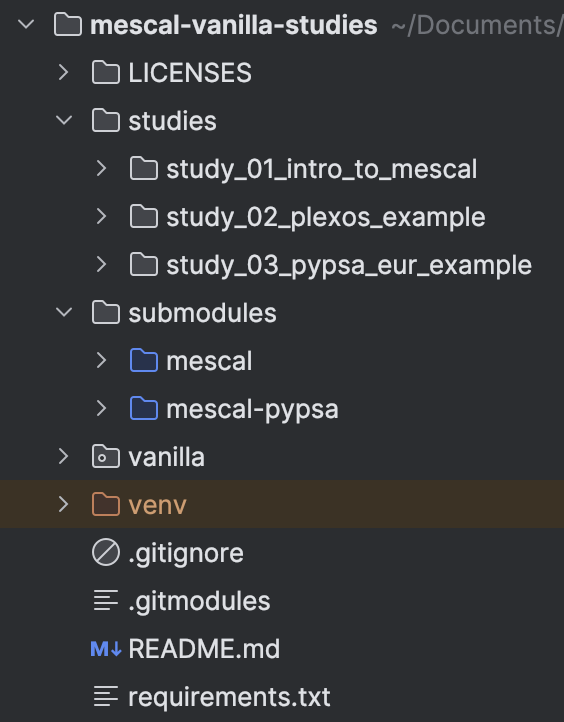 mescal-vanilla-studies ~/Documents/
LICENSES
studies
study_01_intro_to_mescal
study_02_plexos_example
study_03_pypsa_eur_example
submodules
mescal
mescal-pypsa
vanilla
venv
.gitignore
.gitmodules
M↓ README.md
requirements.txt